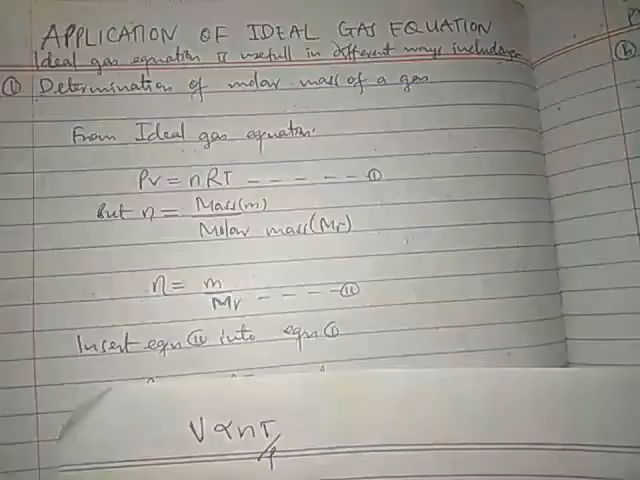 APPLICATION OF IDEAL GAS EQUATION
Ideal gas equation is usefull in different ways including
① Determination of molar mass of a gas
From Ideal gas equation:
PV = nRT ------ ①
But n = Mass(m)
Molar mass(Mr)
n = m
Mr ---- ⑪
Insert eqn ⑪ into eqn ①
V ∝ nT/